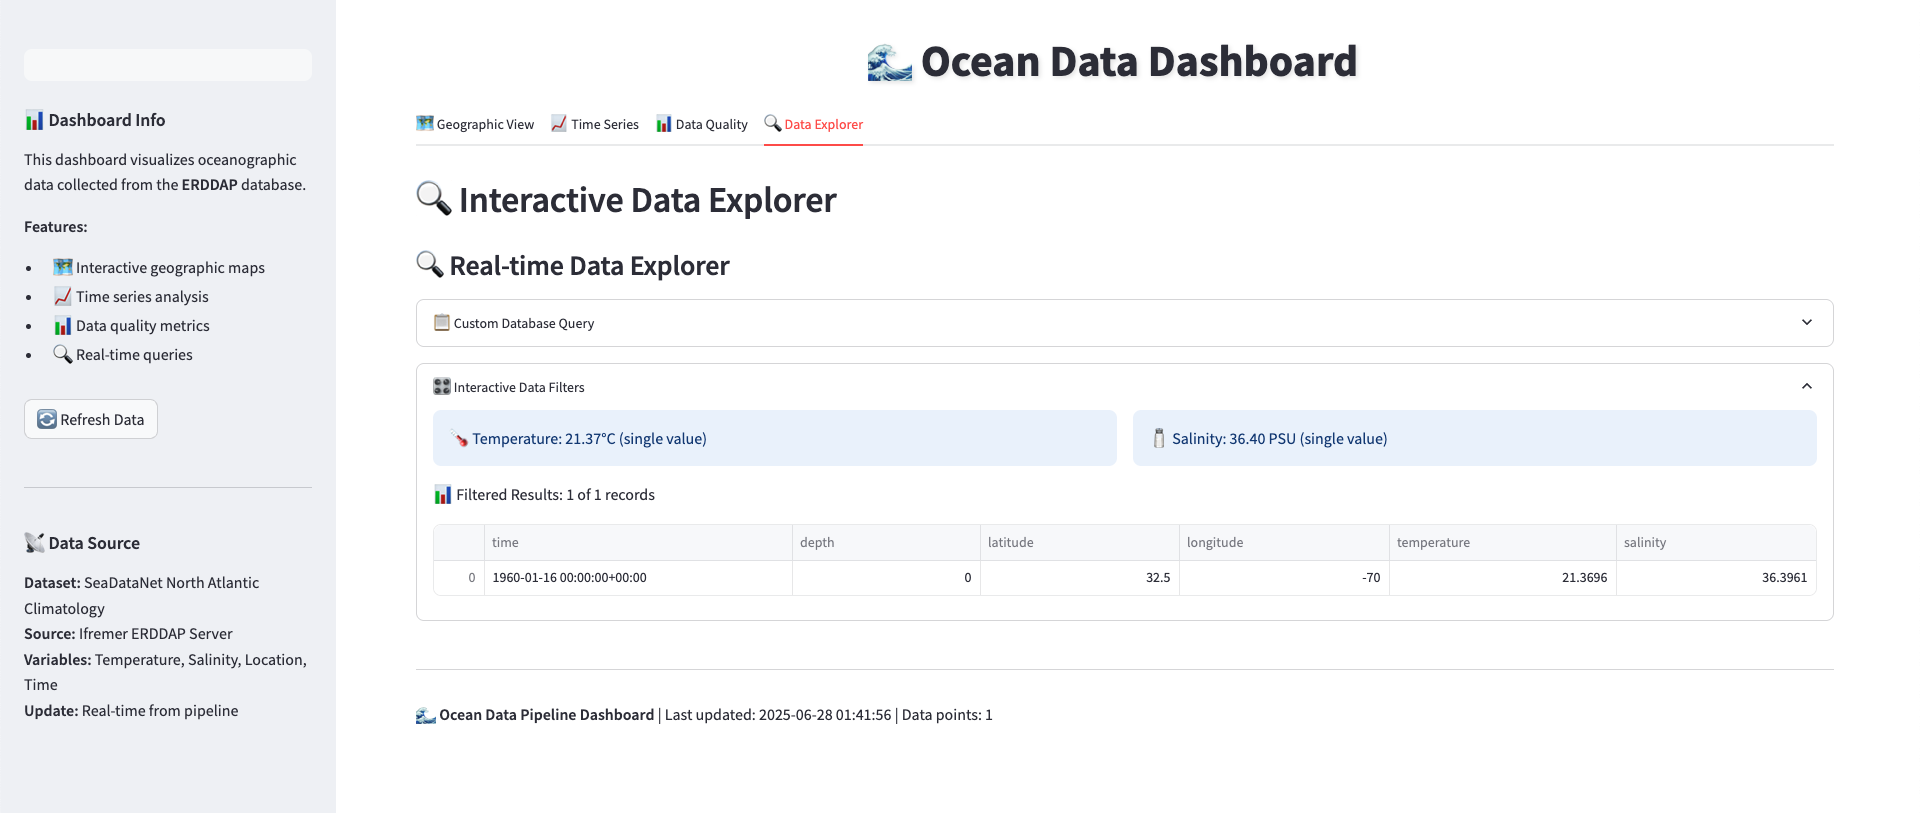 Dashboard Info
This dashboard visualizes oceanographic
data collected from the ERDDAP database.
Features:
• Interactive geographic maps
• Time series analysis
• Data quality metrics
• Real-time queries
Refresh Data
Data Source
Dataset: SeaDataNet North Atlantic
Climatology
Source: Ifremer ERDDAP Server
Variables: Temperature, Salinity, Location,
Time
Update: Real-time from pipeline
Ocean Data Dashboard
Geographic View Time Series Data Quality Data Explorer
Interactive Data Explorer
Real-time Data Explorer
Custom Database Query
Interactive Data Filters
Temperature: 21.37°C (single value) Salinity: 36.40 PSU (single value)
Filtered Results: 1 of 1 records
time depth latitude longitude temperature salinity
0 1960-01-16 00:00:00+00:00 0 32.5 -70 21.3696 36.3961
Ocean Data Pipeline Dashboard | Last updated: 2025-06-28 01:41:56 | Data points: 1